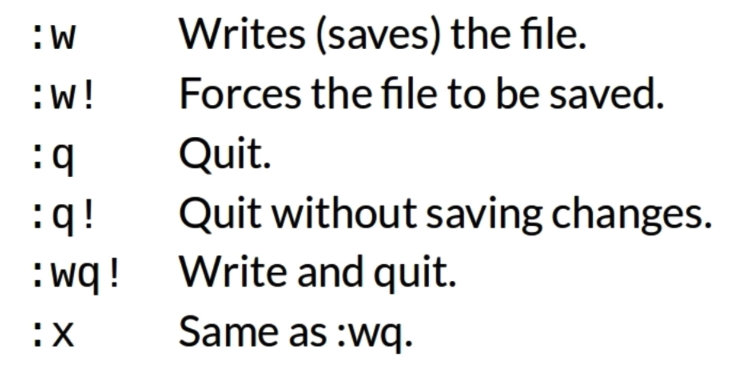 :w Writes (saves) the file.
:w! Forces the file to be saved.
:q Quit.
:q! Quit without saving changes.
:wq! Write and quit.
:x Same as :wq.